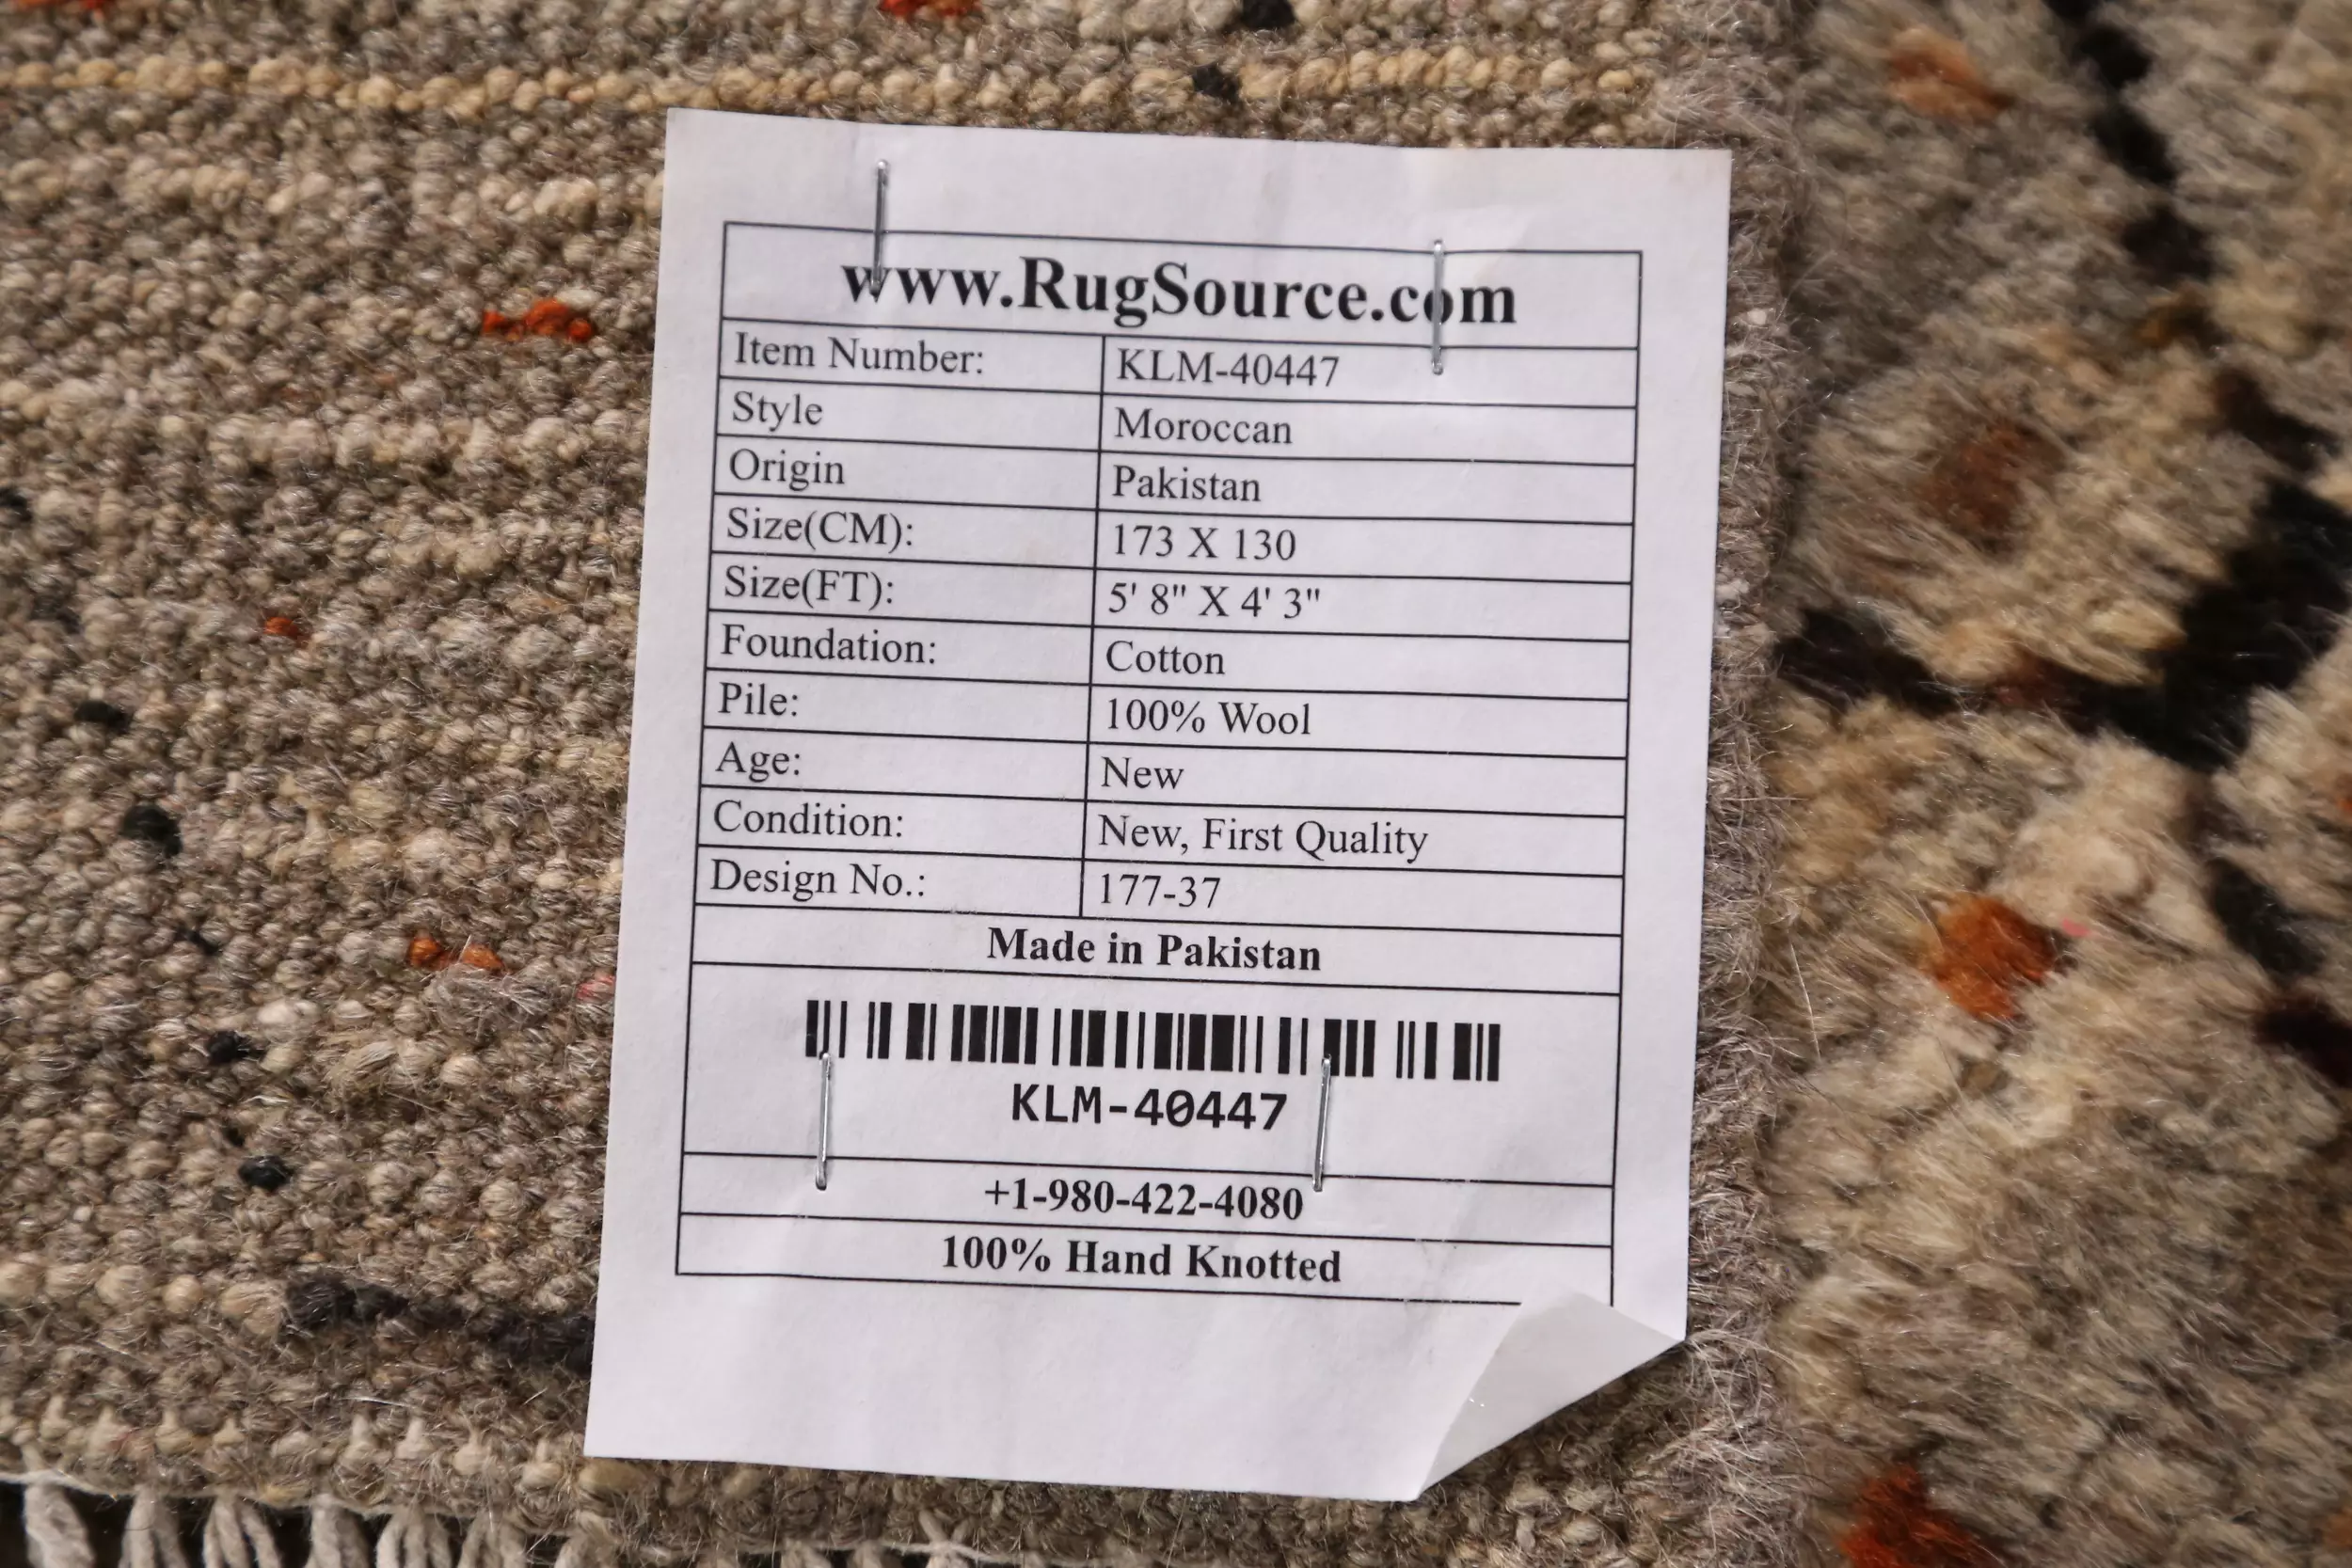 www.RugSource.com
Item Number: KLM-40447
Style Moroccan
Origin Pakistan
Size(CM): 173 X 130
Size(FT): 5' 8" X 4' 3"
Foundation: Cotton
Pile: 100% Wool
Age: New
Condition: New, First Quality
Design No.: 177-37
Made in Pakistan
KLM-40447
+1-980-422-4080
100% Hand Knotted